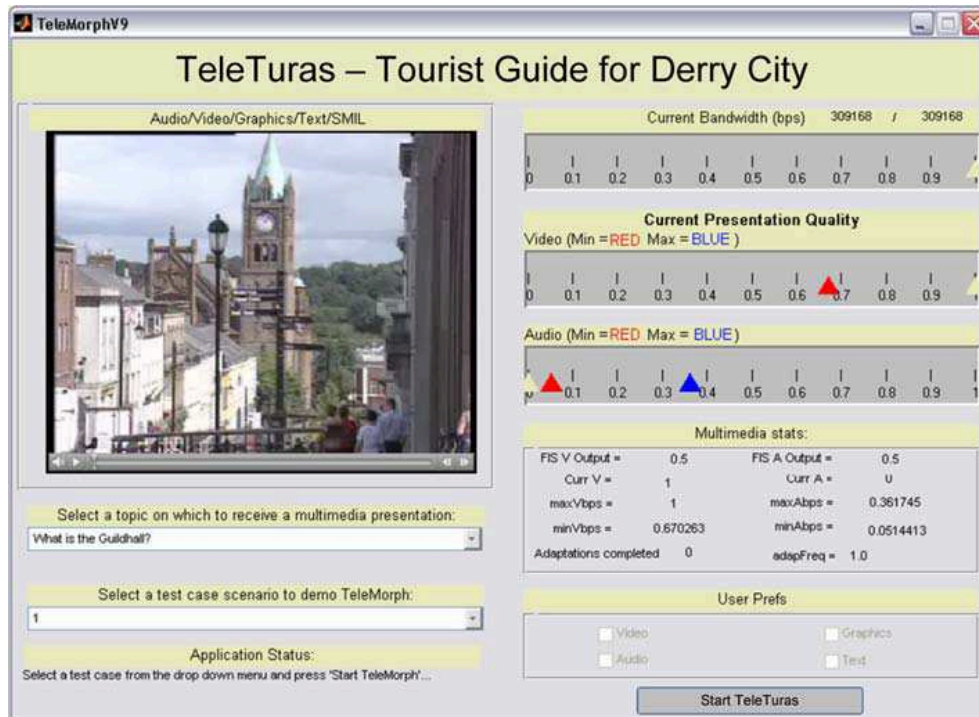 TeleMorphV9
TeleTuras – Tourist Guide for Derry City
Audio/Video/Graphics/Text/SMIL
Select a topic on which to receive a multimedia presentation:
What is the Guildhall?
Select a test case scenario to demo TeleMorph:
1
Application Status:
Select a test case from the drop down menu and press 'Start TeleMorph'...
Current Bandwidth (bps) 309168 / 309168
0 0.1 0.2 0.3 0.4 0.5 0.6 0.7 0.8 0.9
Current Presentation Quality
Video (Min =RED Max = BLUE )
0 0.1 0.2 0.3 0.4 0.5 0.6 0.7 0.8 0.9
Audio (Min =RED Max = BLUE )
0.1 0.2 0.3 0.4 0.5 0.6 0.7 0.8 0.9
Multimedia stats:
FIS V Output = 0.5 FIS A Output = 0.5
Curr V = 1 Curr A = 0
maxVbps = 1 maxAbps = 0.361745
minVbps = 0.670263 minAbps = 0.0514413
Adaptations completed 0 adapFreq = 1.0
User Prefs
Video Graphics
Audio Text
Start TeleTuras